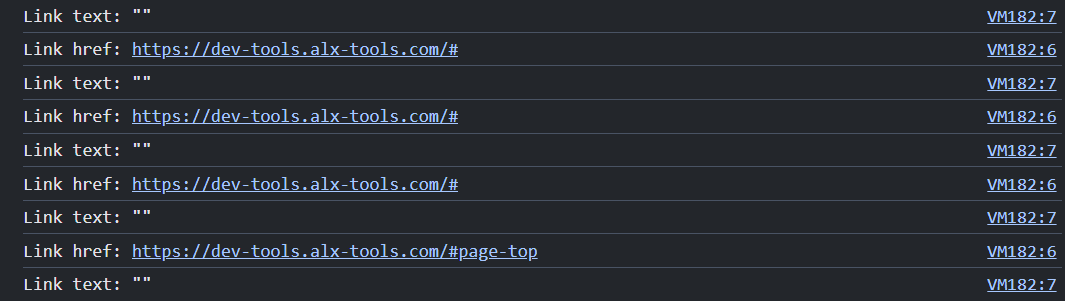 Link text: "" VM182:7
Link href: https://dev-tools.alx-tools.com/# VM182:6
Link text: "" VM182:7
Link href: https://dev-tools.alx-tools.com/# VM182:6
Link text: "" VM182:7
Link href: https://dev-tools.alx-tools.com/# VM182:6
Link text: "" VM182:7
Link href: https://dev-tools.alx-tools.com/#page-top VM182:6
Link text: "" VM182:7